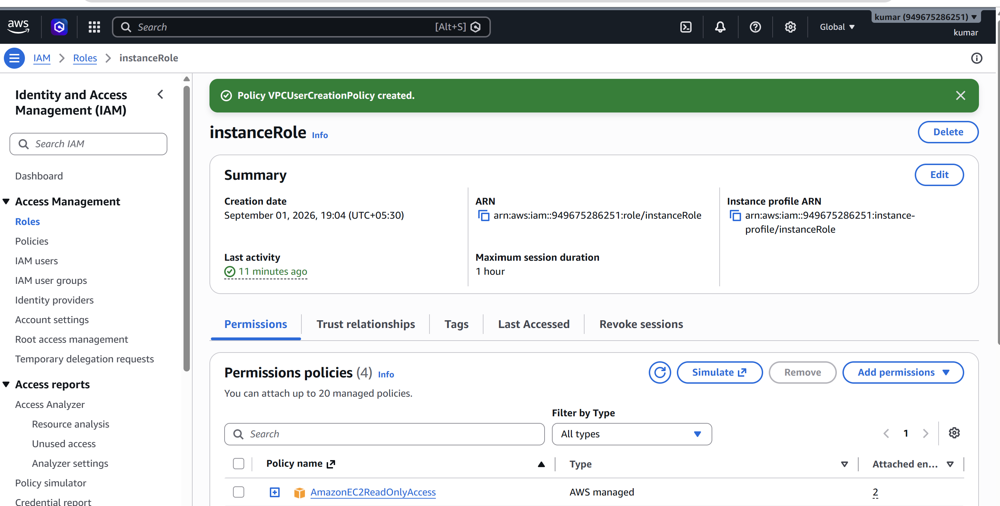 aws
Search
[Alt+S]
Global
kumar (949675286251)
kumar
IAM
Roles
instanceRole
Identity and Access
Management (IAM)
Search IAM
Dashboard
Access Management
Roles
Policies
IAM users
IAM user groups
Identity providers
Account settings
Root access management
Temporary delegation requests
Access reports
Access Analyzer
Resource analysis
Unused access
Analyzer settings
Policy simulator
Credential report
Policy VPCUserCreationPolicy created.
instanceRole Info
Delete
Summary
Edit
Creation date
September 01, 2026, 19:04 (UTC+05:30)
ARN
arn:aws:iam::949675286251:role/instanceRole
Instance profile ARN
arn:aws:iam::949675286251:instance-
profile/instanceRole
Last activity
11 minutes ago
Maximum session duration
1 hour
Permissions
Trust relationships
Tags
Last Accessed
Revoke sessions
Permissions policies (4) Info
Simulate
Remove
Add permissions
You can attach up to 20 managed policies.
Filter by Type
Search
All types
1
Policy name
Type
Attached en...
AmazonEC2ReadOnlyAccess
AWS managed
2